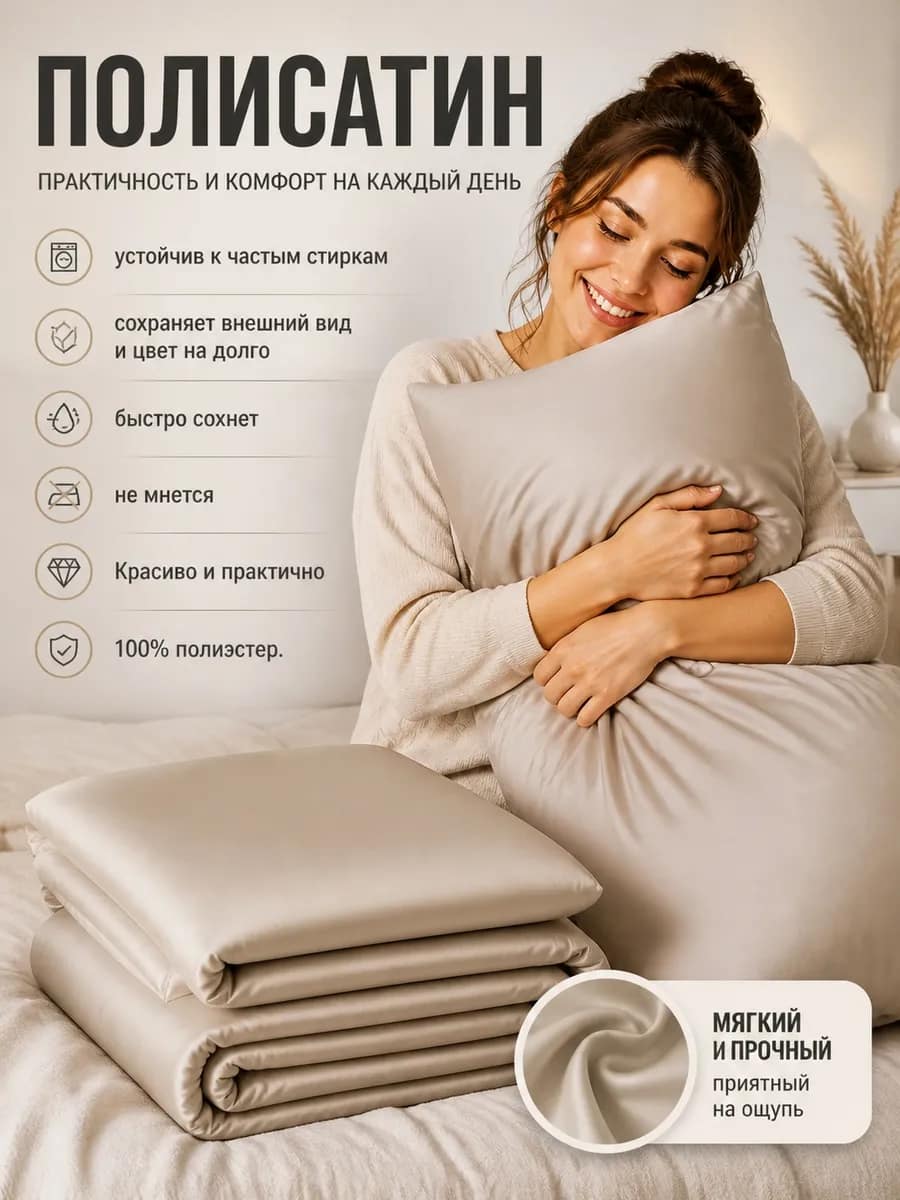 ПОЛИСАТИН
ПРАКТИЧНОСТЬ И КОМФОРТ НА КАЖДЫЙ ДЕНЬ
устойчив к частым стиркам
сохраняет внешний вид
и цвет на долго
быстро сохнет
не мнется
Красиво и практично
100% полиэстер.
МЯГКИЙ
И ПРОЧНЫЙ
приятный
на ощупь